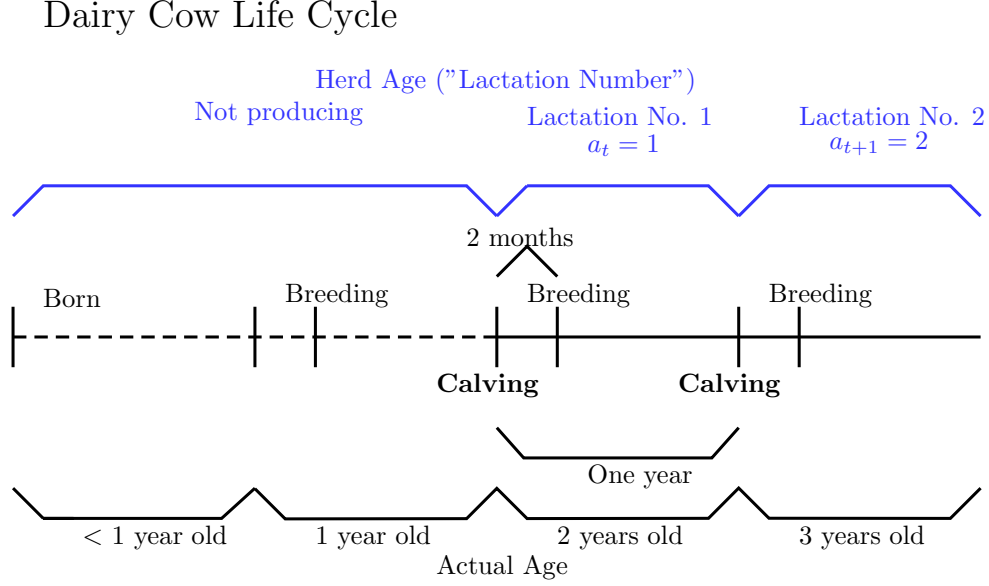 Dairy Cow Life Cycle
Herd Age ("Lactation Number")
Not producing
Lactation No. 1
a_t = 1
Lactation No. 2
a_{t+1} = 2
2 months
Born
Breeding
Breeding
Breeding
Calving
Calving
One year
< 1 year old
1 year old
2 years old
3 years old
Actual Age